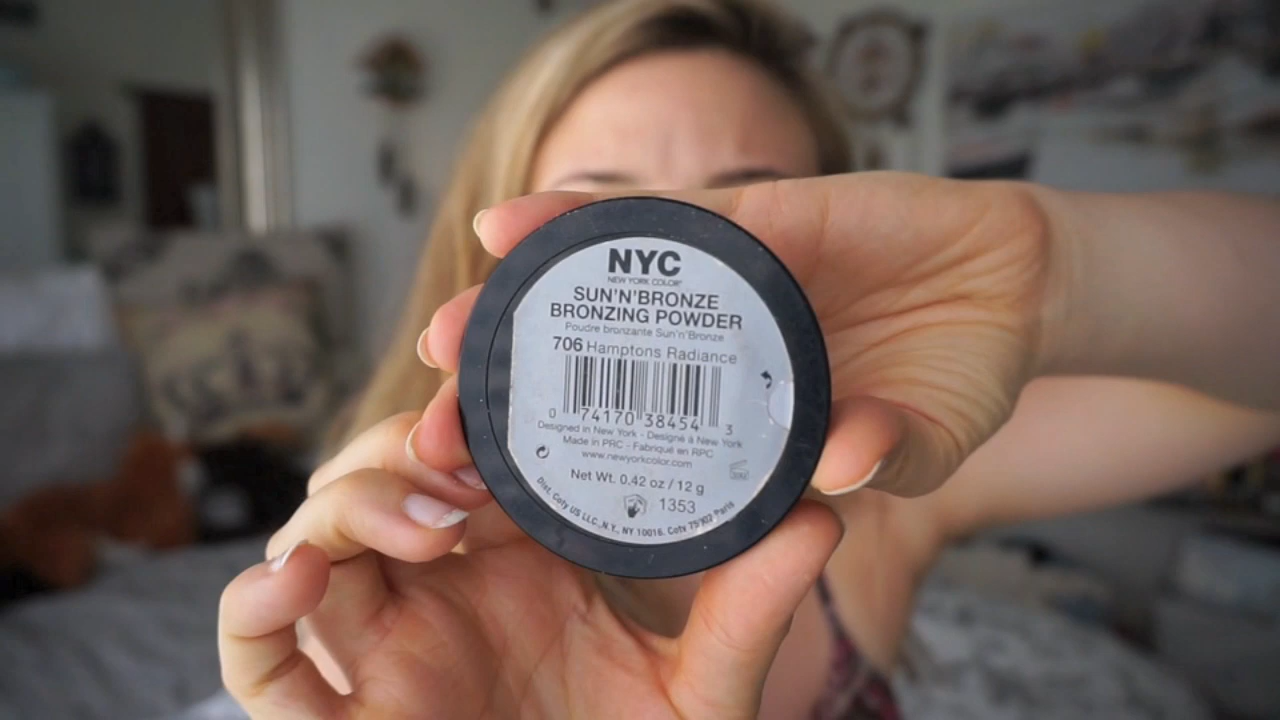 NYC
NEW YORK COLOR®
SUN'N'BRONZE
BRONZING POWDER
Poudre bronzante Sun'n'Bronze
706 Hamptons Radiance
0 74170 38454 3
Designed in New York - Designé à New York
Made in PRC - Fabriqué en RPC
www.newyorkcolor.com
Net Wt. 0.42 oz / 12 g
1353
Dist. Coty US LLC, N.Y., NY 10016. Coty 75002 Paris